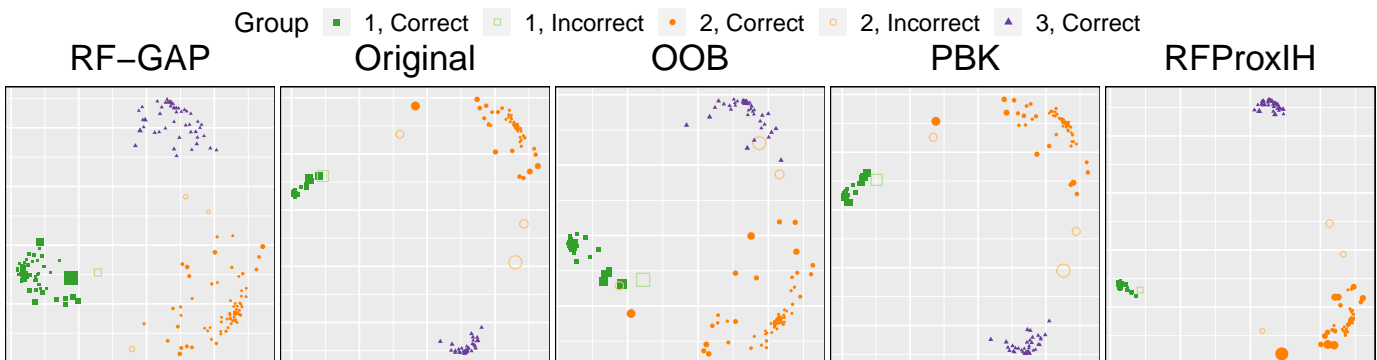 Group 1, Correct 1, Incorrect 2, Correct 2, Incorrect 3, Correct
RF−GAP Original OOB PBK RFProxIH